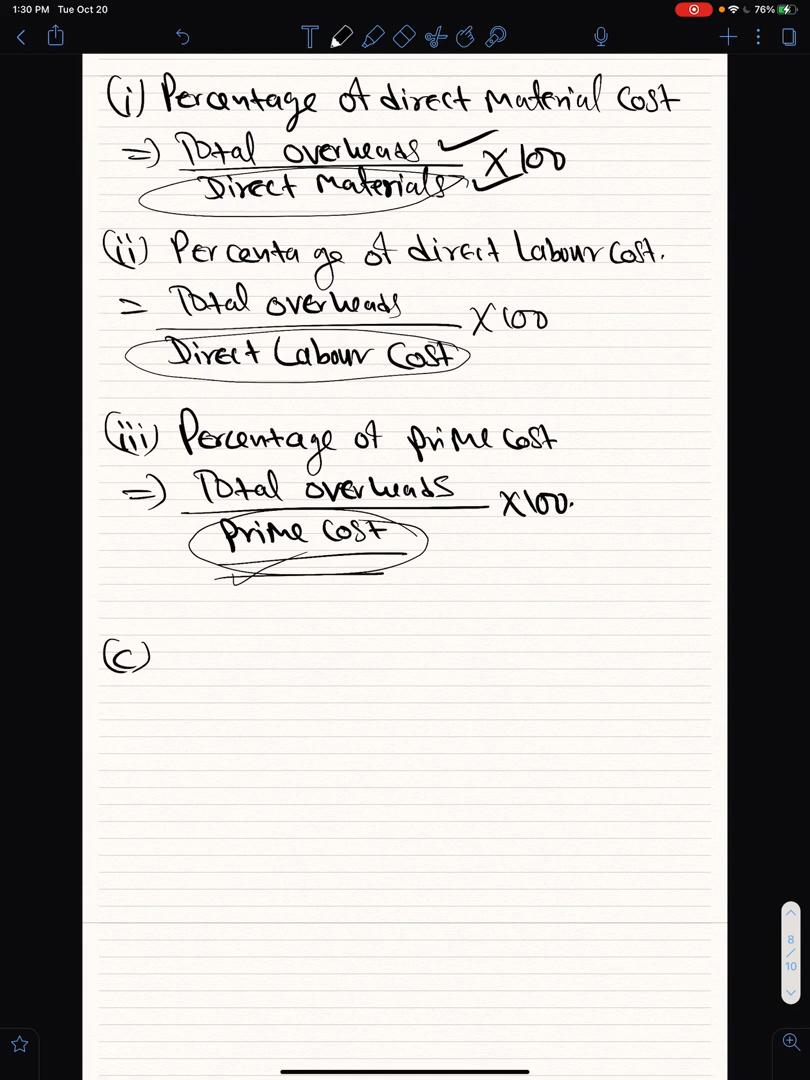 1:30 PM Tue Oct 20
76%
(i) Percentage of direct Material Cost
=) Total overheads
Direct Materials
X 100
(ii) Percentage of direct Labour Cost.
= Total overheads
Direct Labour Cost
X 100
(iii) Percentage of prime cost
=) Total overheads
prime cost
X100.
(C)
8
/
10